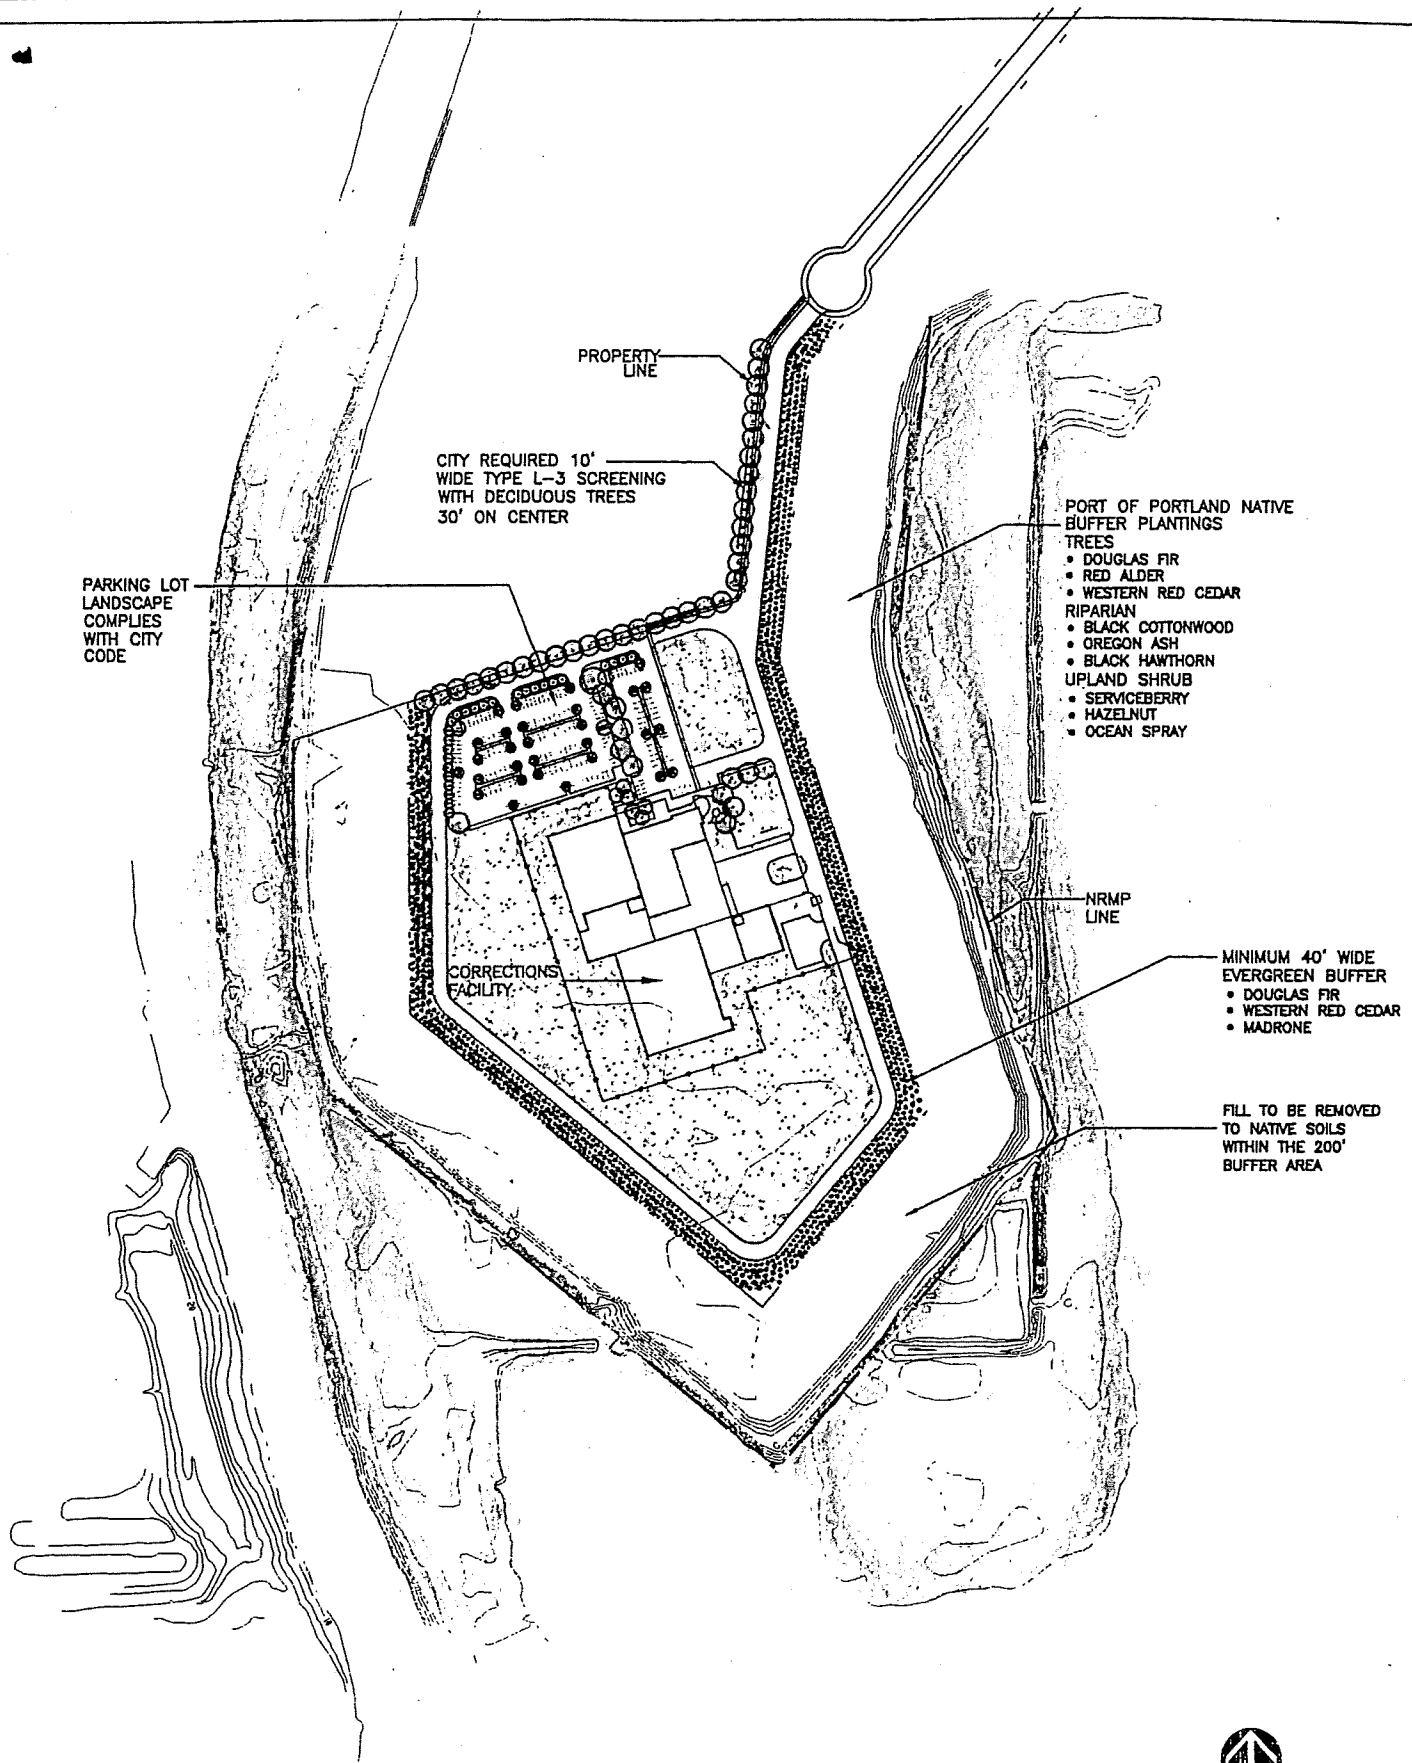 PROPERTY
LINE
CITY REQUIRED 10'
WIDE TYPE L-3 SCREENING
WITH DECIDUOUS TREES
30' ON CENTER
PARKING LOT
LANDSCAPE
COMPLIES
WITH CITY
CODE
PORT OF PORTLAND NATIVE
BUFFER PLANTINGS
TREES
• DOUGLAS FIR
• RED ALDER
• WESTERN RED CEDAR
RIPARIAN
• BLACK COTTONWOOD
• OREGON ASH
• BLACK HAWTHORN
UPLAND SHRUB
• SERVICEBERRY
• HAZELNUT
• OCEAN SPRAY
NRMP
LINE
CORRECTIONS
FACILITY
MINIMUM 40' WIDE
EVERGREEN BUFFER
• DOUGLAS FIR
• WESTERN RED CEDAR
• MADRONE
FILL TO BE REMOVED
TO NATIVE SOILS
WITHIN THE 200'
BUFFER AREA